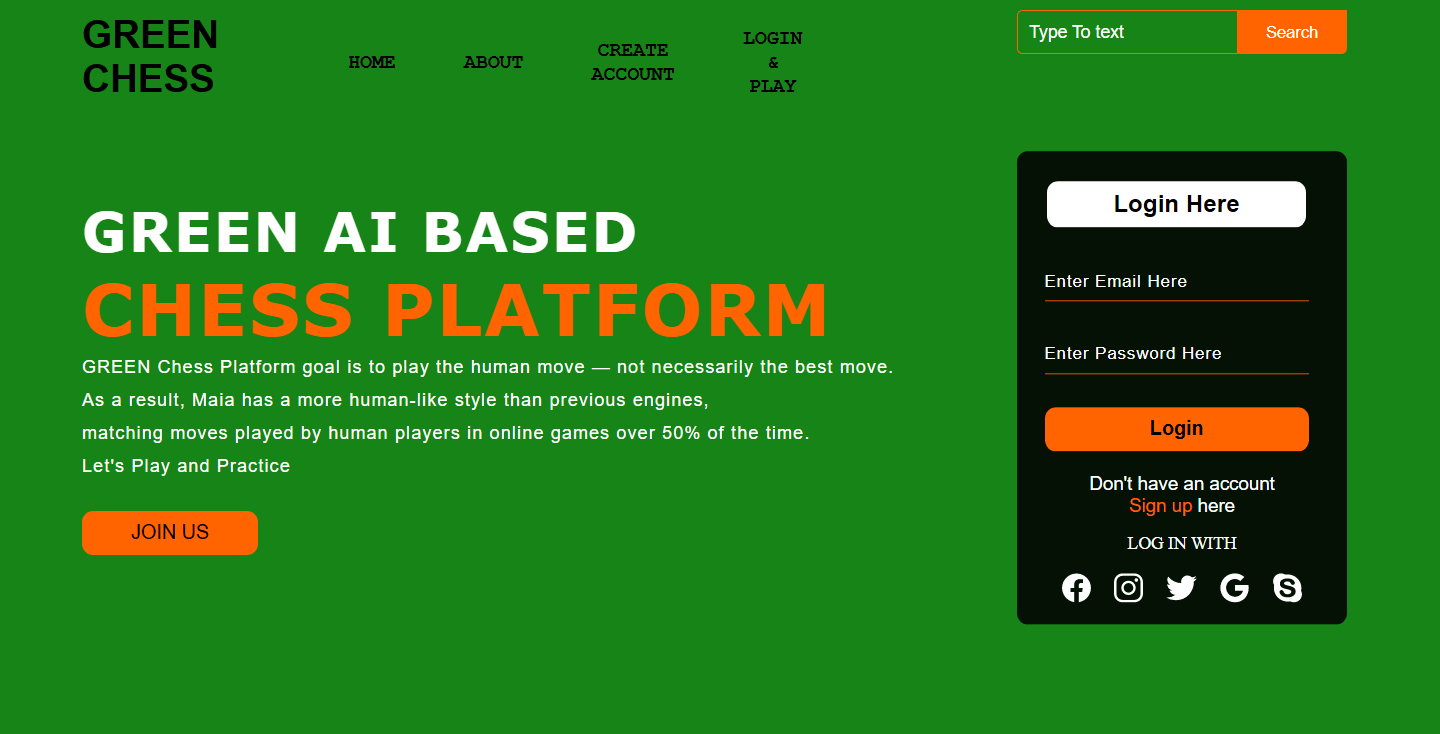 GREEN
CHESS
HOME
ABOUT
CREATE
ACCOUNT
LOGIN
&
PLAY
Type To text
Search
GREEN AI BASED
CHESS PLATFORM
GREEN Chess Platform goal is to play the human move — not necessarily the best move.
As a result, Maia has a more human-like style than previous engines,
matching moves played by human players in online games over 50% of the time.
Let's Play and Practice
JOIN US
Login Here
Enter Email Here
Enter Password Here
Login
Don't have an account
Sign up here
LOG IN WITH